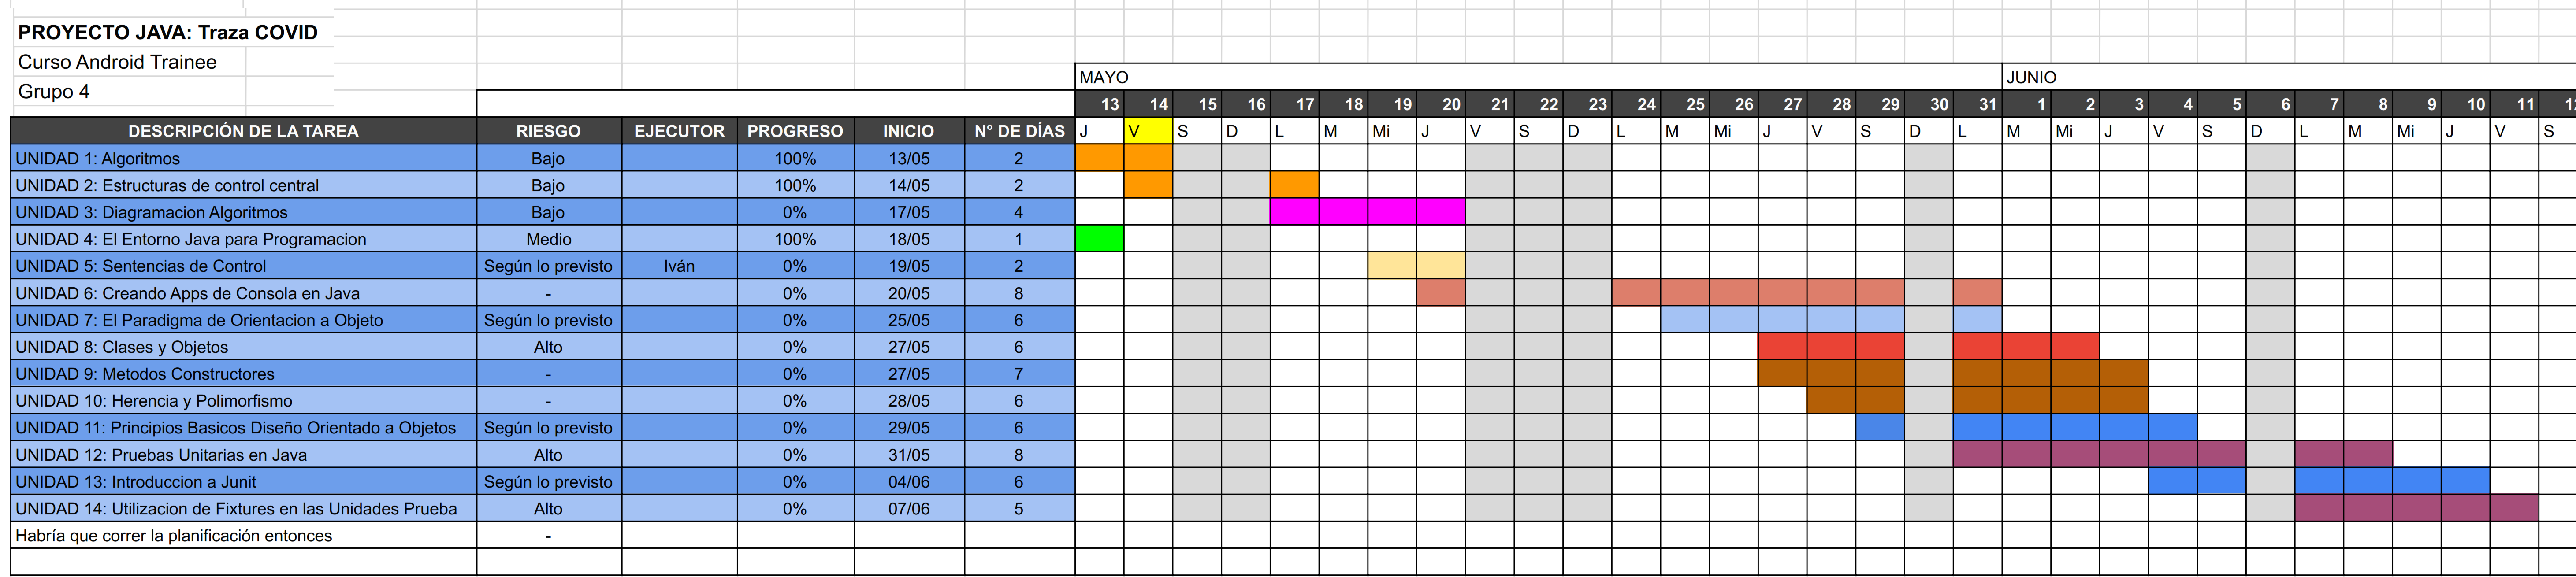 PROYECTO JAVA: Traza COVID
Curso Android Trainee
Grupo 4
MAYO JUNIO
13 14 15 16 17 18 19 20 21 22 23 24 25 26 27 28 29 30 31 1 2 3 4 5 6 7 8 9 10 11 12
DESCRIPCIÓN DE LA TAREA RIESGO EJECUTOR PROGRESO INICIO N° DE DÍAS J V S D L M Mi J V S D L M Mi J V S D L M Mi J V S D L M Mi J V S
UNIDAD 1: Algoritmos Bajo 100% 13/05 2
UNIDAD 2: Estructuras de control central Bajo 100% 14/05 2
UNIDAD 3: Diagramacion Algoritmos Bajo 0% 17/05 4
UNIDAD 4: El Entorno Java para Programacion Medio 100% 18/05 1
UNIDAD 5: Sentencias de Control Según lo previsto Iván 0% 19/05 2
UNIDAD 6: Creando Apps de Consola en Java - 0% 20/05 8
UNIDAD 7: El Paradigma de Orientacion a Objeto Según lo previsto 0% 25/05 6
UNIDAD 8: Clases y Objetos Alto 0% 27/05 6
UNIDAD 9: Metodos Constructores - 0% 27/05 7
UNIDAD 10: Herencia y Polimorfismo - 0% 28/05 6
UNIDAD 11: Principios Basicos Diseño Orientado a Objetos Según lo previsto 0% 29/05 6
UNIDAD 12: Pruebas Unitarias en Java Alto 0% 31/05 8
UNIDAD 13: Introduccion a Junit Según lo previsto 0% 04/06 6
UNIDAD 14: Utilizacion de Fixtures en las Unidades Prueba Alto 0% 07/06 5
Habría que correr la planificación entonces -